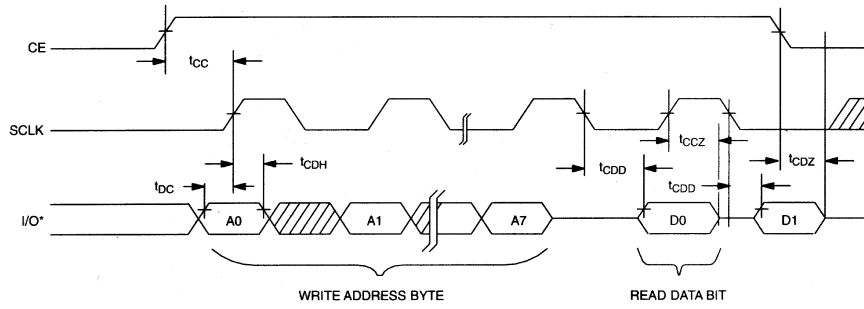 CE
tCC
SCLK
tCCZ
tCDH
tCDD
tCDZ
tDC
tCDD
I/O*
A0
A1
A7
D0
D1
WRITE ADDRESS BYTE
READ DATA BIT